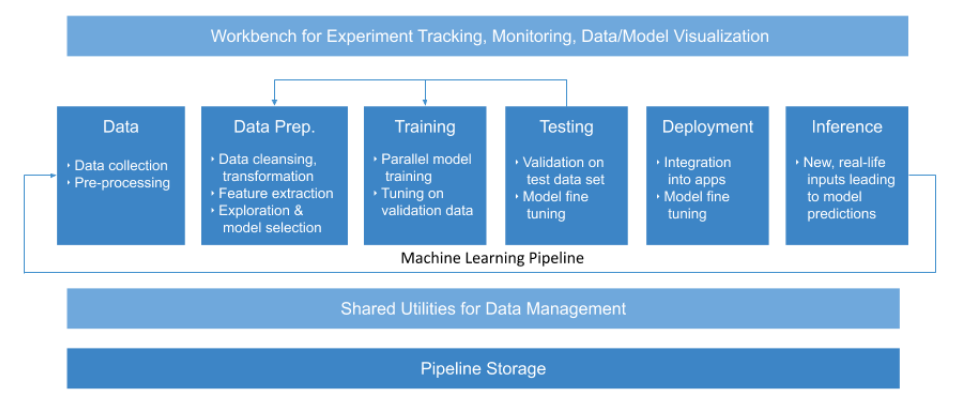 Workbench for Experiment Tracking, Monitoring, Data/Model Visualization
Data
‣ Data collection
‣ Pre-processing
Data Prep.
‣ Data cleansing,
transformation
‣ Feature extraction
‣ Exploration &
model selection
Training
‣ Parallel model
training
‣ Tuning on
validation data
Testing
‣ Validation on
test data set
‣ Model fine
tuning
Deployment
‣ Integration
into apps
‣ Model fine
tuning
Inference
‣ New, real-life
inputs leading
to model
predictions
Machine Learning Pipeline
Shared Utilities for Data Management
Pipeline Storage